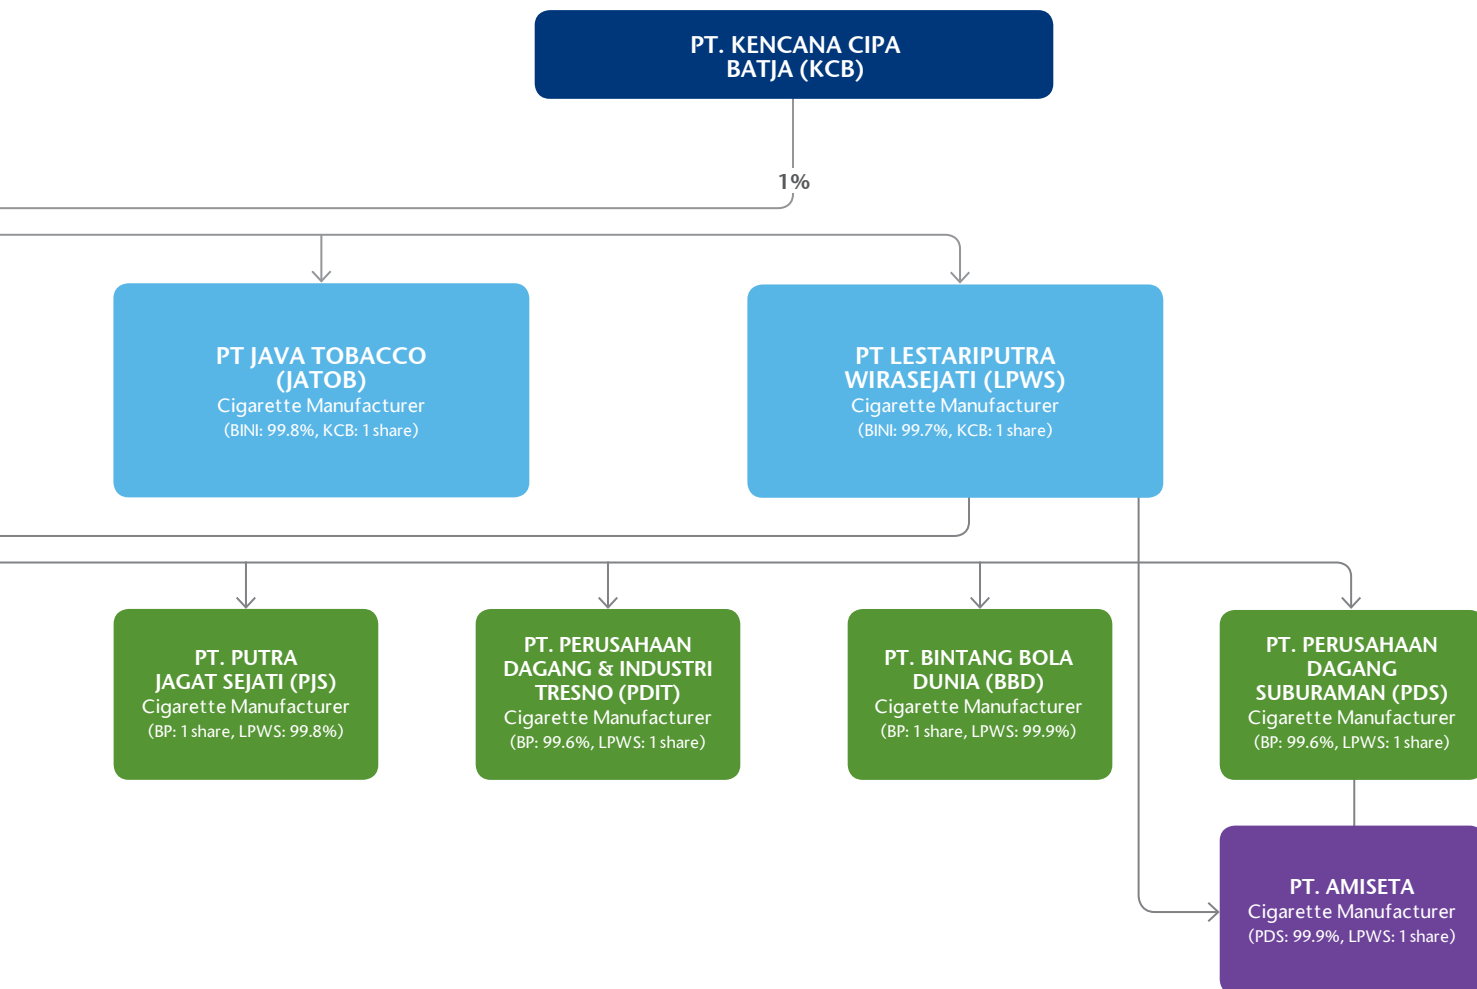 PT. KENCANA CIPA
BATJA (KCB)
1%
PT JAVA TOBACCO
(JATOB)
Cigarette Manufacturer
(BINI: 99.8%, KCB: 1 share)
PT LESTARIPUTRA
WIRASEJATI (LPWS)
Cigarette Manufacturer
(BINI: 99.7%, KCB: 1 share)
PT. PUTRA
JAGAT SEJATI (PJS)
Cigarette Manufacturer
(BP: 1 share, LPWS: 99.8%)
PT. PERUSAHAAN
DAGANG & INDUSTRI
TRESNO (PDIT)
Cigarette Manufacturer
(BP: 99.6%, LPWS: 1 share)
PT. BINTANG BOLA
DUNIA (BBD)
Cigarette Manufacturer
(BP: 1 share, LPWS: 99.9%)
PT. PERUSAHAAN
DAGANG
SUBURAMAN (PDS)
Cigarette Manufacturer
(BP: 99.6%, LPWS: 1 share)
PT. AMISETA
Cigarette Manufacturer
(PDS: 99.9%, LPWS: 1 share)